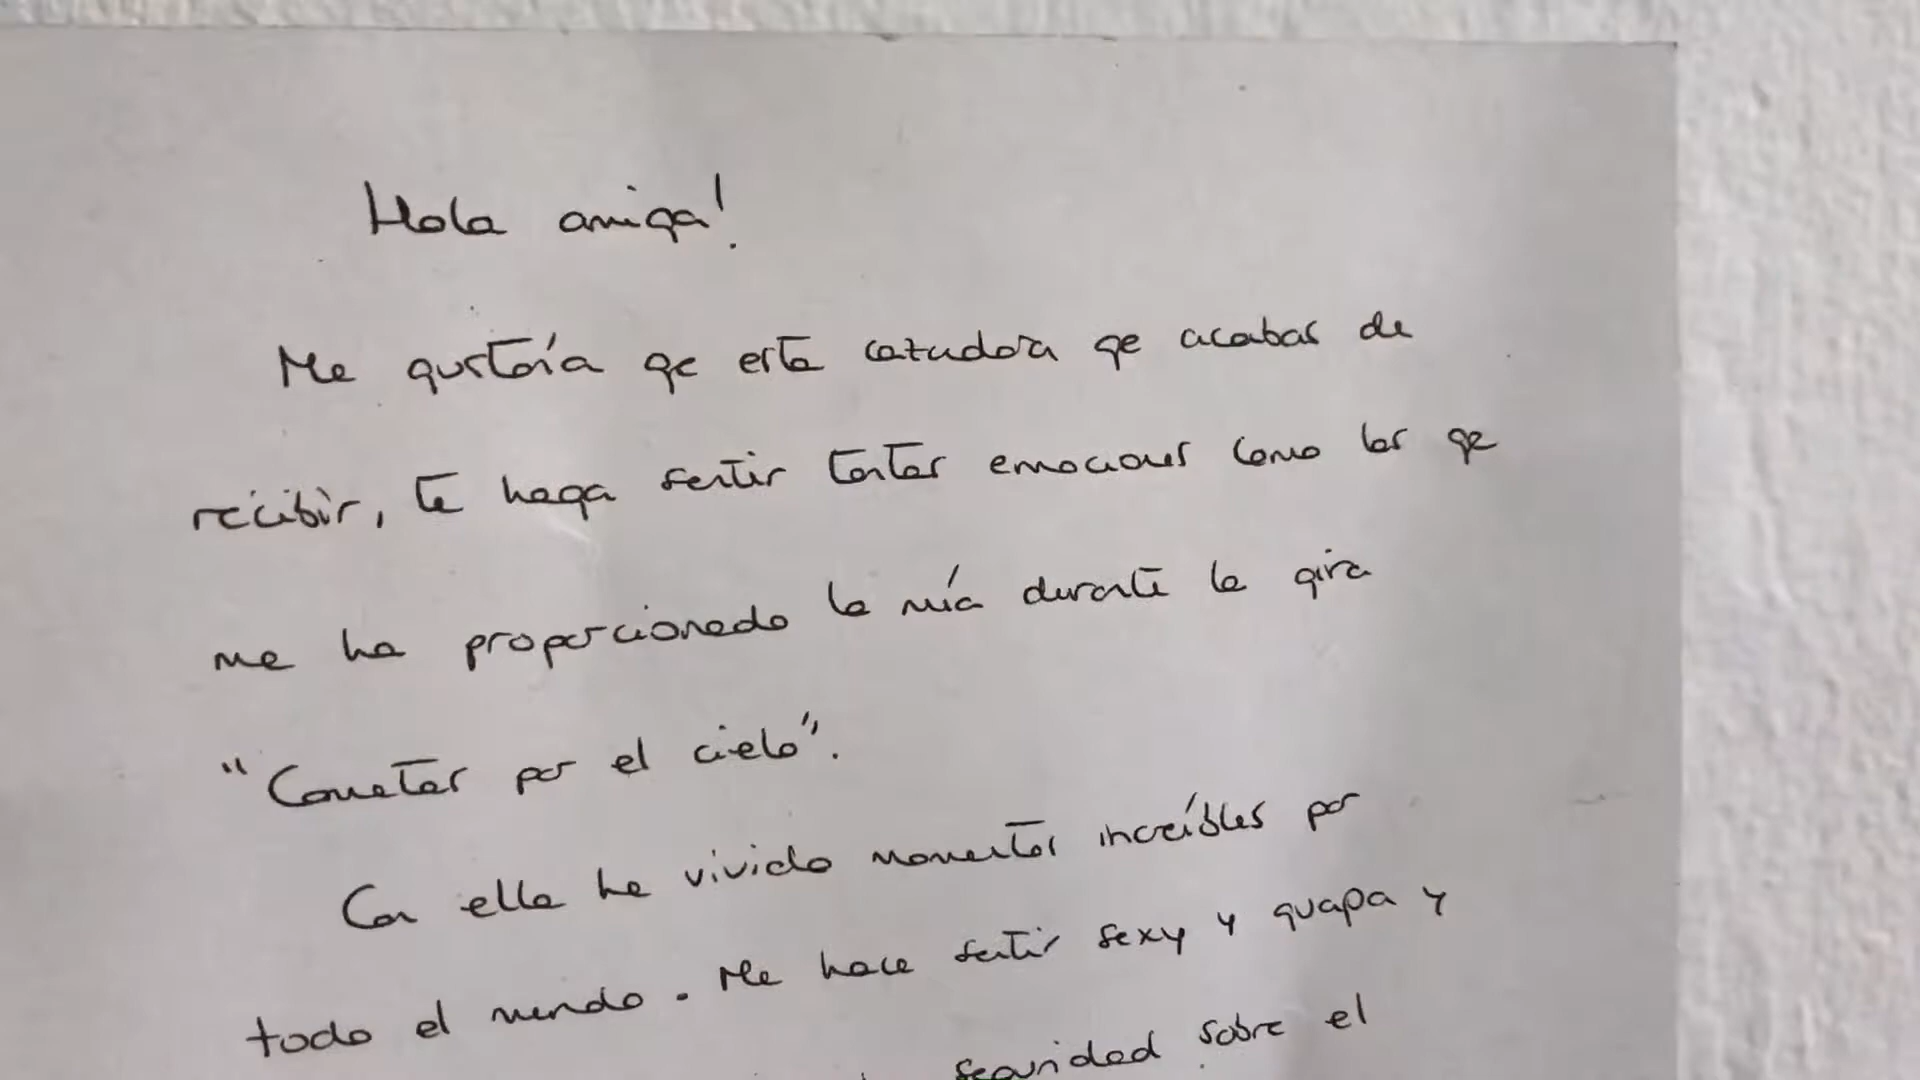 Hola amiga!
Me gustaría qe esta cazadora qe acabas de
recibir, te haga sentir tantas emociones como las qe
me ha proporcionado la mía durante la gira
"Cometas por el cielo".
Con ella he vivido momentos increíbles por
todo el mundo. Me hace sentir sexy y guapa y
seguridad sobre el